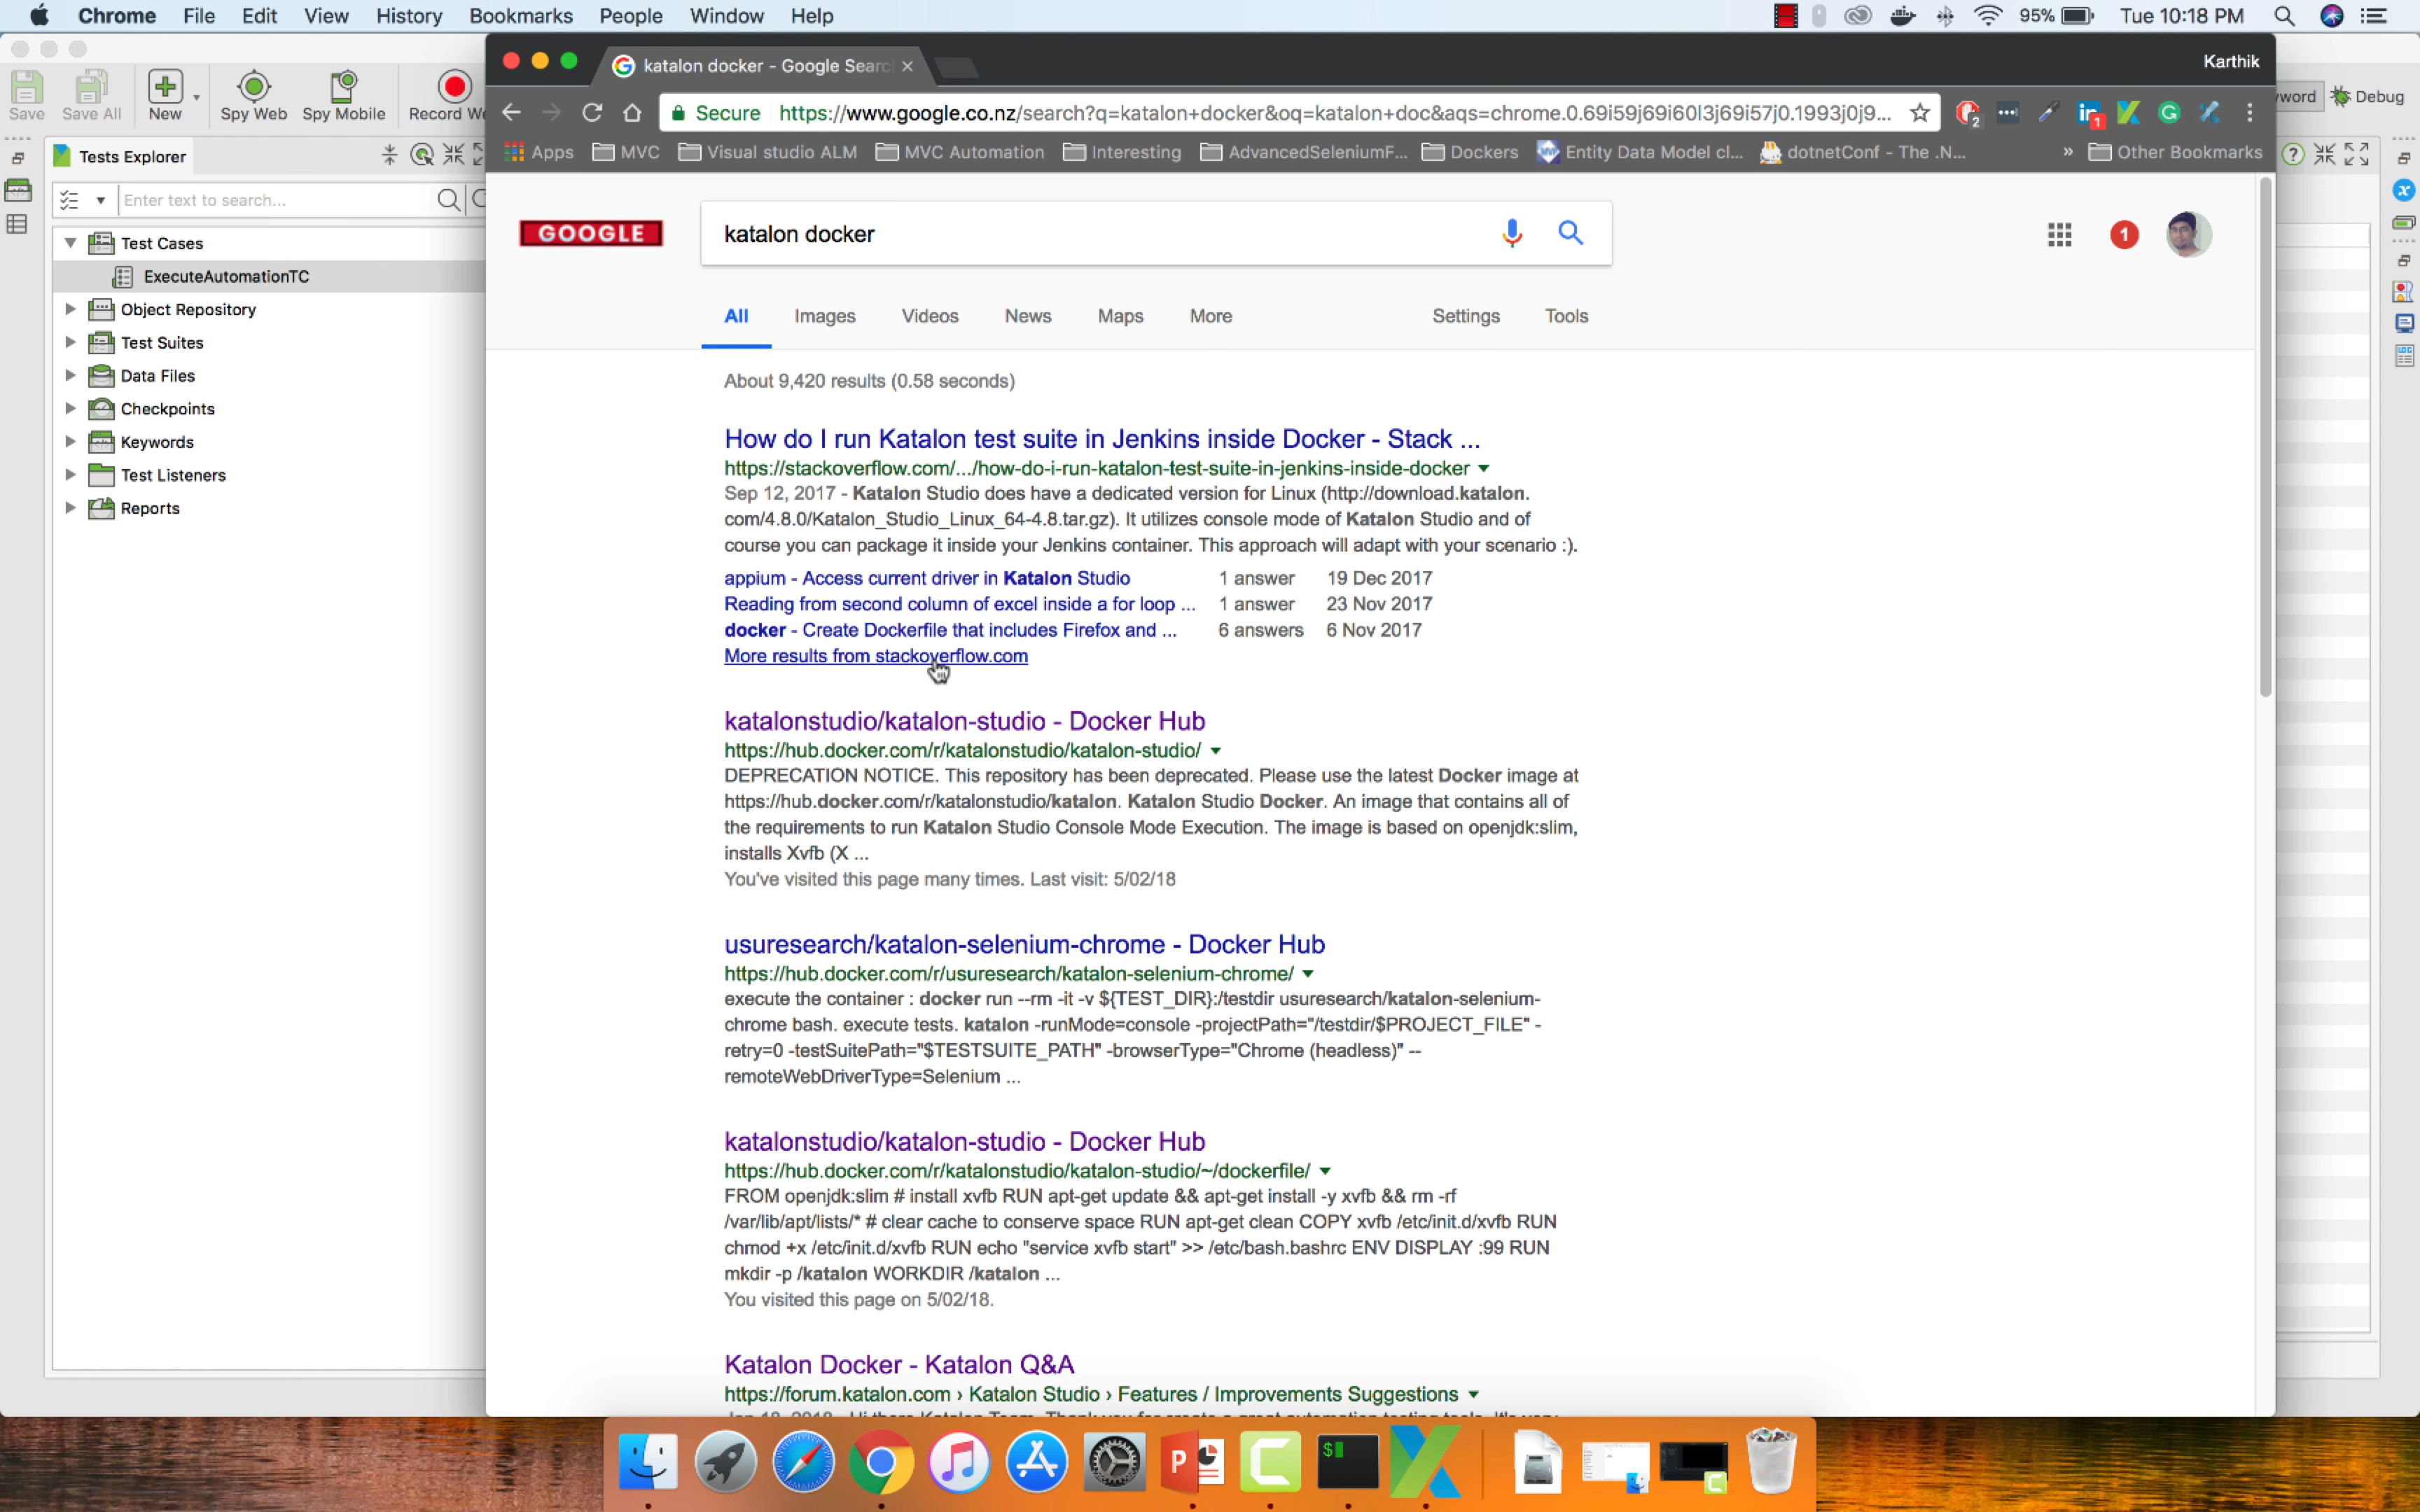 Chrome File Edit View History Bookmarks People Window Help 95% Tue 10:18 PM
katalon docker - Google Searc Karthik
Save Save All New Spy Web Spy Mobile Record We
Secure https://www.google.co.nz/search?q=katalon+docker&oq=katalon+doc&aqs=chrome.0.69i59j69i60l3j69i57j0.1993j0j9... 2 1 word Debug
Apps MVC Visual studio ALM MVC Automation Interesting AdvancedSeleniumF... Dockers Entity Data Model cl... dotnetConf - The .N... » Other Bookmarks
Tests Explorer
Enter text to search...
Test Cases
ExecuteAutomationTC
Object Repository
Test Suites
Data Files
Checkpoints
Keywords
Test Listeners
Reports
GOOGLE katalon docker 1
All Images Videos News Maps More Settings Tools
About 9,420 results (0.58 seconds)
How do I run Katalon test suite in Jenkins inside Docker - Stack ...
https://stackoverflow.com/.../how-do-i-run-katalon-test-suite-in-jenkins-inside-docker
Sep 12, 2017 - Katalon Studio does have a dedicated version for Linux (http://download.katalon.
com/4.8.0/Katalon_Studio_Linux_64-4.8.tar.gz). It utilizes console mode of Katalon Studio and of
course you can package it inside your Jenkins container. This approach will adapt with your scenario :).
appium - Access current driver in Katalon Studio 1 answer 19 Dec 2017
Reading from second column of excel inside a for loop ... 1 answer 23 Nov 2017
docker - Create Dockerfile that includes Firefox and ... 6 answers 6 Nov 2017
More results from stackoverflow.com
katalonstudio/katalon-studio - Docker Hub
https://hub.docker.com/r/katalonstudio/katalon-studio/
DEPRECATION NOTICE. This repository has been deprecated. Please use the latest Docker image at
https://hub.docker.com/r/katalonstudio/katalon. Katalon Studio Docker. An image that contains all of
the requirements to run Katalon Studio Console Mode Execution. The image is based on openjdk:slim,
installs Xvfb (X ...
You've visited this page many times. Last visit: 5/02/18
usuresearch/katalon-selenium-chrome - Docker Hub
https://hub.docker.com/r/usuresearch/katalon-selenium-chrome/
execute the container : docker run --rm -it -v ${TEST_DIR}:/testdir usuresearch/katalon-selenium-
chrome bash. execute tests. katalon -runMode=console -projectPath="/testdir/$PROJECT_FILE" -
retry=0 -testSuitePath="$TESTSUITE_PATH" -browserType="Chrome (headless)" --
remoteWebDriverType=Selenium ...
katalonstudio/katalon-studio - Docker Hub
https://hub.docker.com/r/katalonstudio/katalon-studio/~/dockerfile/
FROM openjdk:slim # install xvfb RUN apt-get update && apt-get install -y xvfb && rm -rf
/var/lib/apt/lists/* # clear cache to conserve space RUN apt-get clean COPY xvfb /etc/init.d/xvfb RUN
chmod +x /etc/init.d/xvfb RUN echo "service xvfb start" >> /etc/bash.bashrc ENV DISPLAY :99 RUN
mkdir -p /katalon WORKDIR /katalon ...
You visited this page on 5/02/18.
Katalon Docker - Katalon Q&A
https://forum.katalon.com › Katalon Studio › Features / Improvements Suggestions